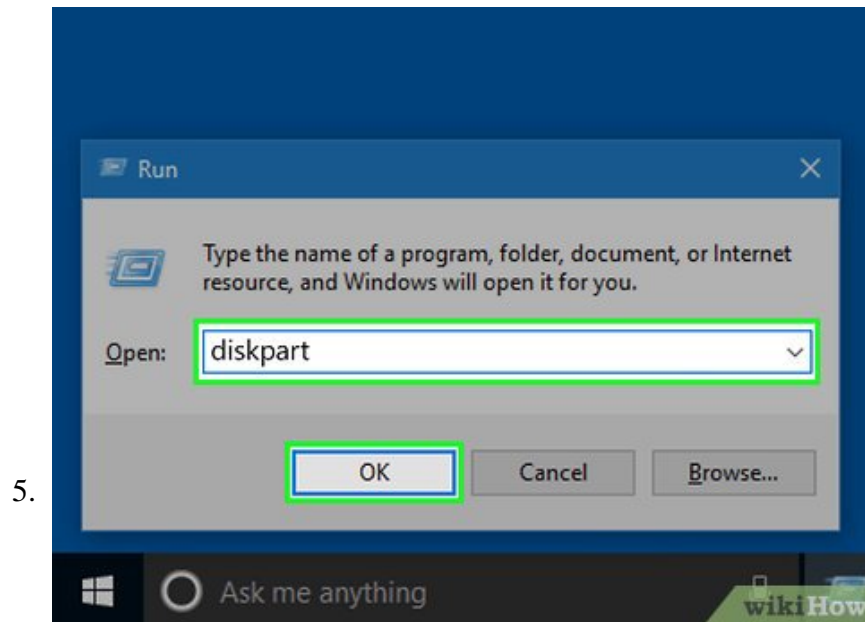 Run
Type the name of a program, folder, document, or Internet
resource, and Windows will open it for you.
Open: diskpart
OK Cancel Browse...
5.
Ask me anything
wikiHow